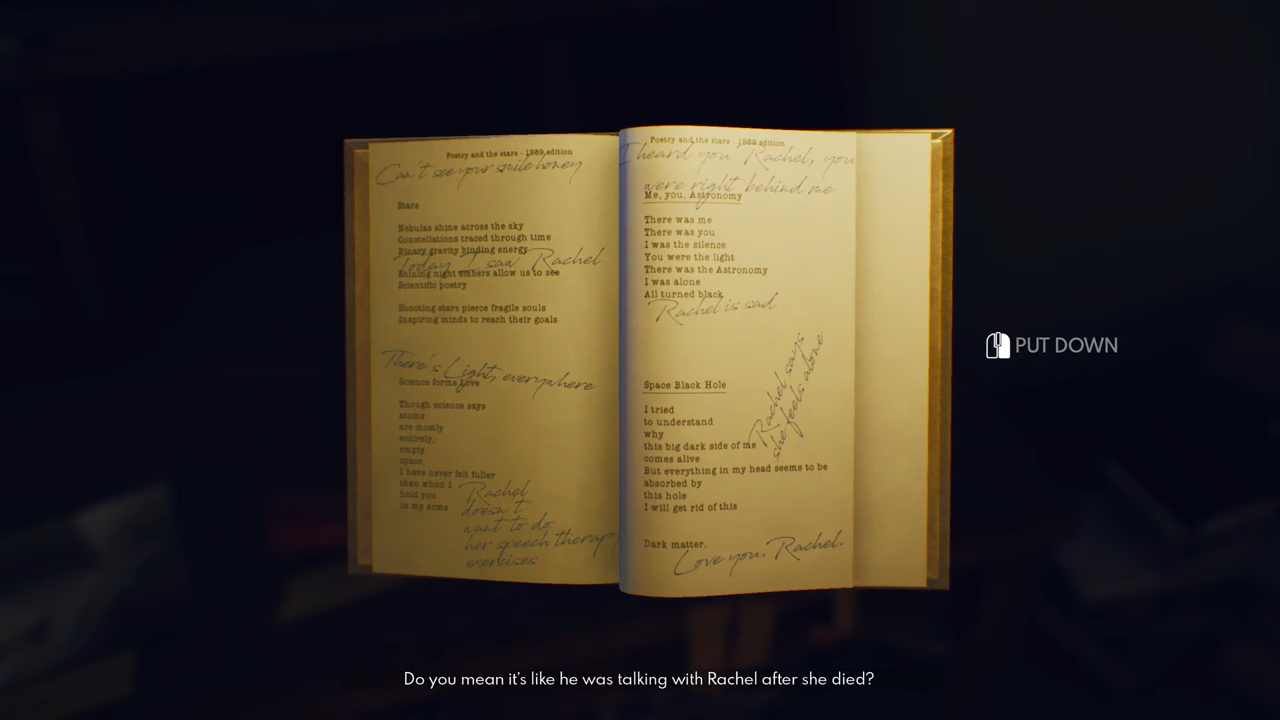 Poetry and the stars - 1989 edition
Can't see your smile honey
Stars
Nebulas shine across the sky
Constellations traced through time
Binary gravity binding energy
Today I saw Rachel
Shining night embers allow us to see
Scientific poetry
Shooting stars pierce fragile souls
Inspiring minds to reach their goals
There's Light, everywhere
Science forms Love
Though science says
atoms
are mostly
entirely,
empty
space,
I have never felt fuller
than when I
hold you
in my arms
Rachel
doesn't
want to do
her speech therapy
exercises
Poetry and the stars - 1989 edition
I heard you Rachel, you
were right behind me
Me, you, Astronomy
There was me
There was you
I was the silence
You were the light
There was the Astronomy
I was alone
All turned black
Rachel is sad
Rachel says
she feels alone
Space Black Hole
I tried
to understand
why
this big dark side of me
comes alive
But everything in my head seems to be
absorbed by
this hole
I will get rid of this
Dark matter.
Love you. Rachel.
PUT DOWN
Do you mean it's like he was talking with Rachel after she died?